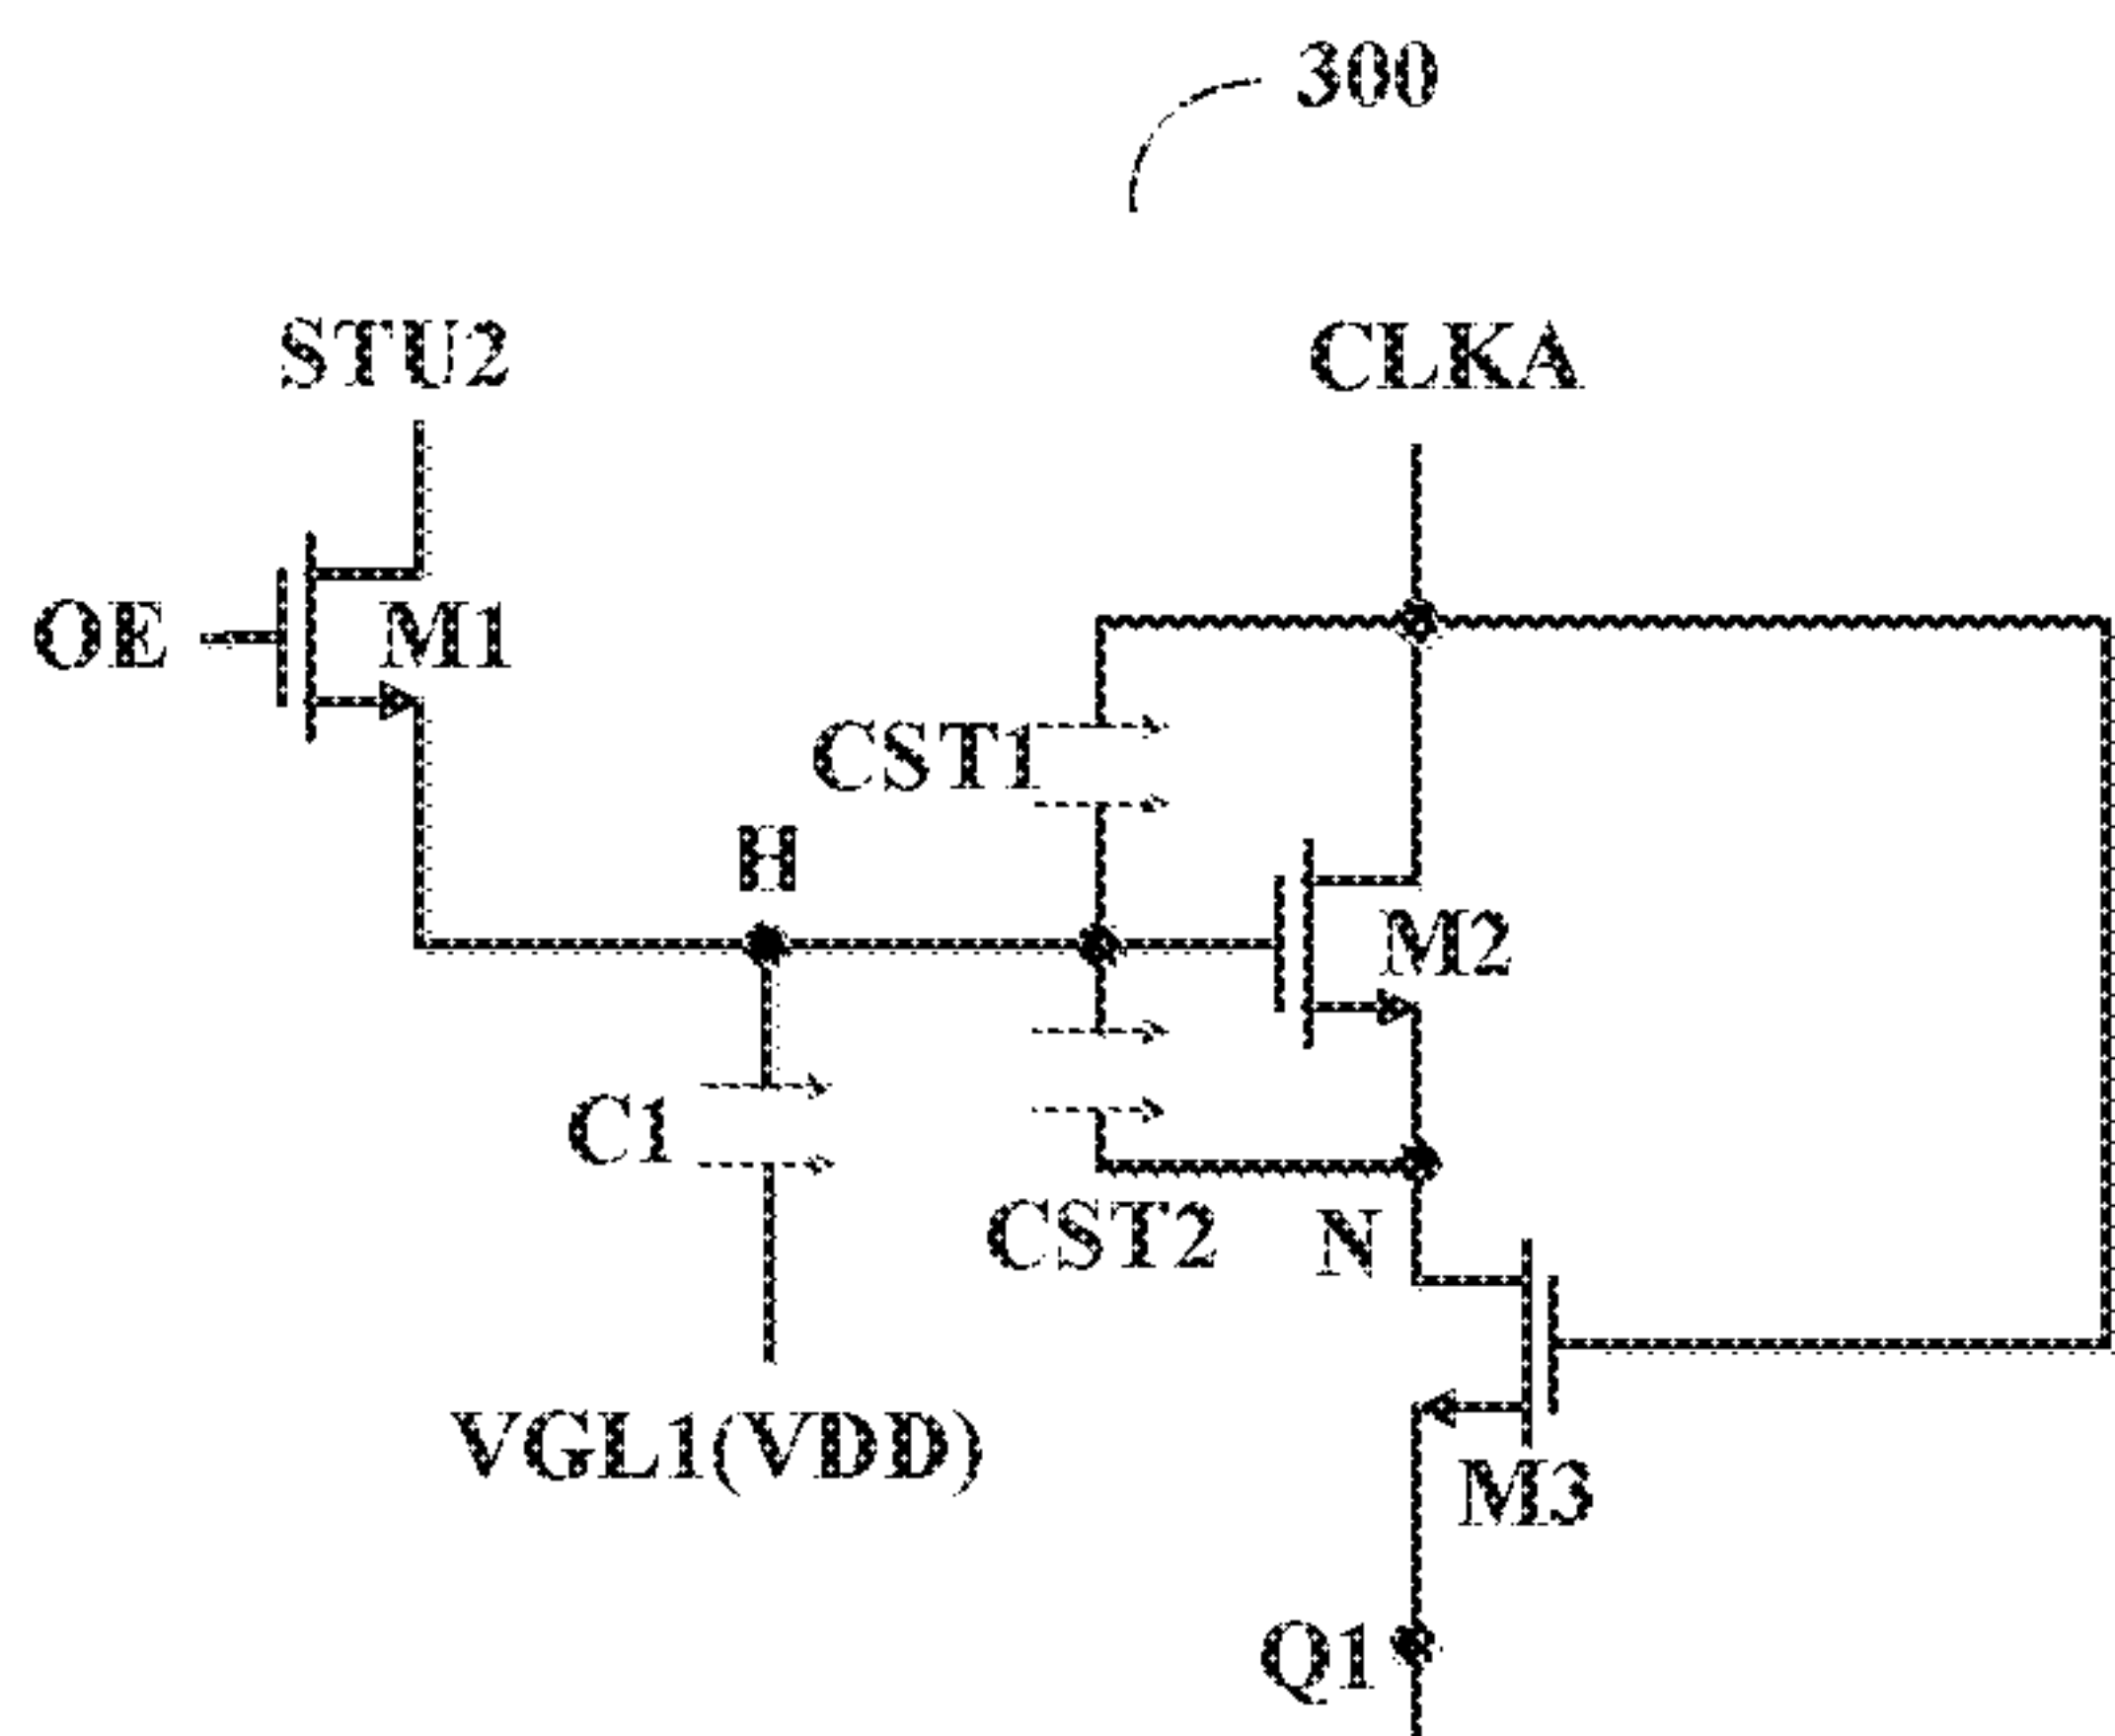 300
STU2
CLKA
OE
M1
CST1
H
M2
C1
CST2
N
VGL1(VDD)
M3
Q1